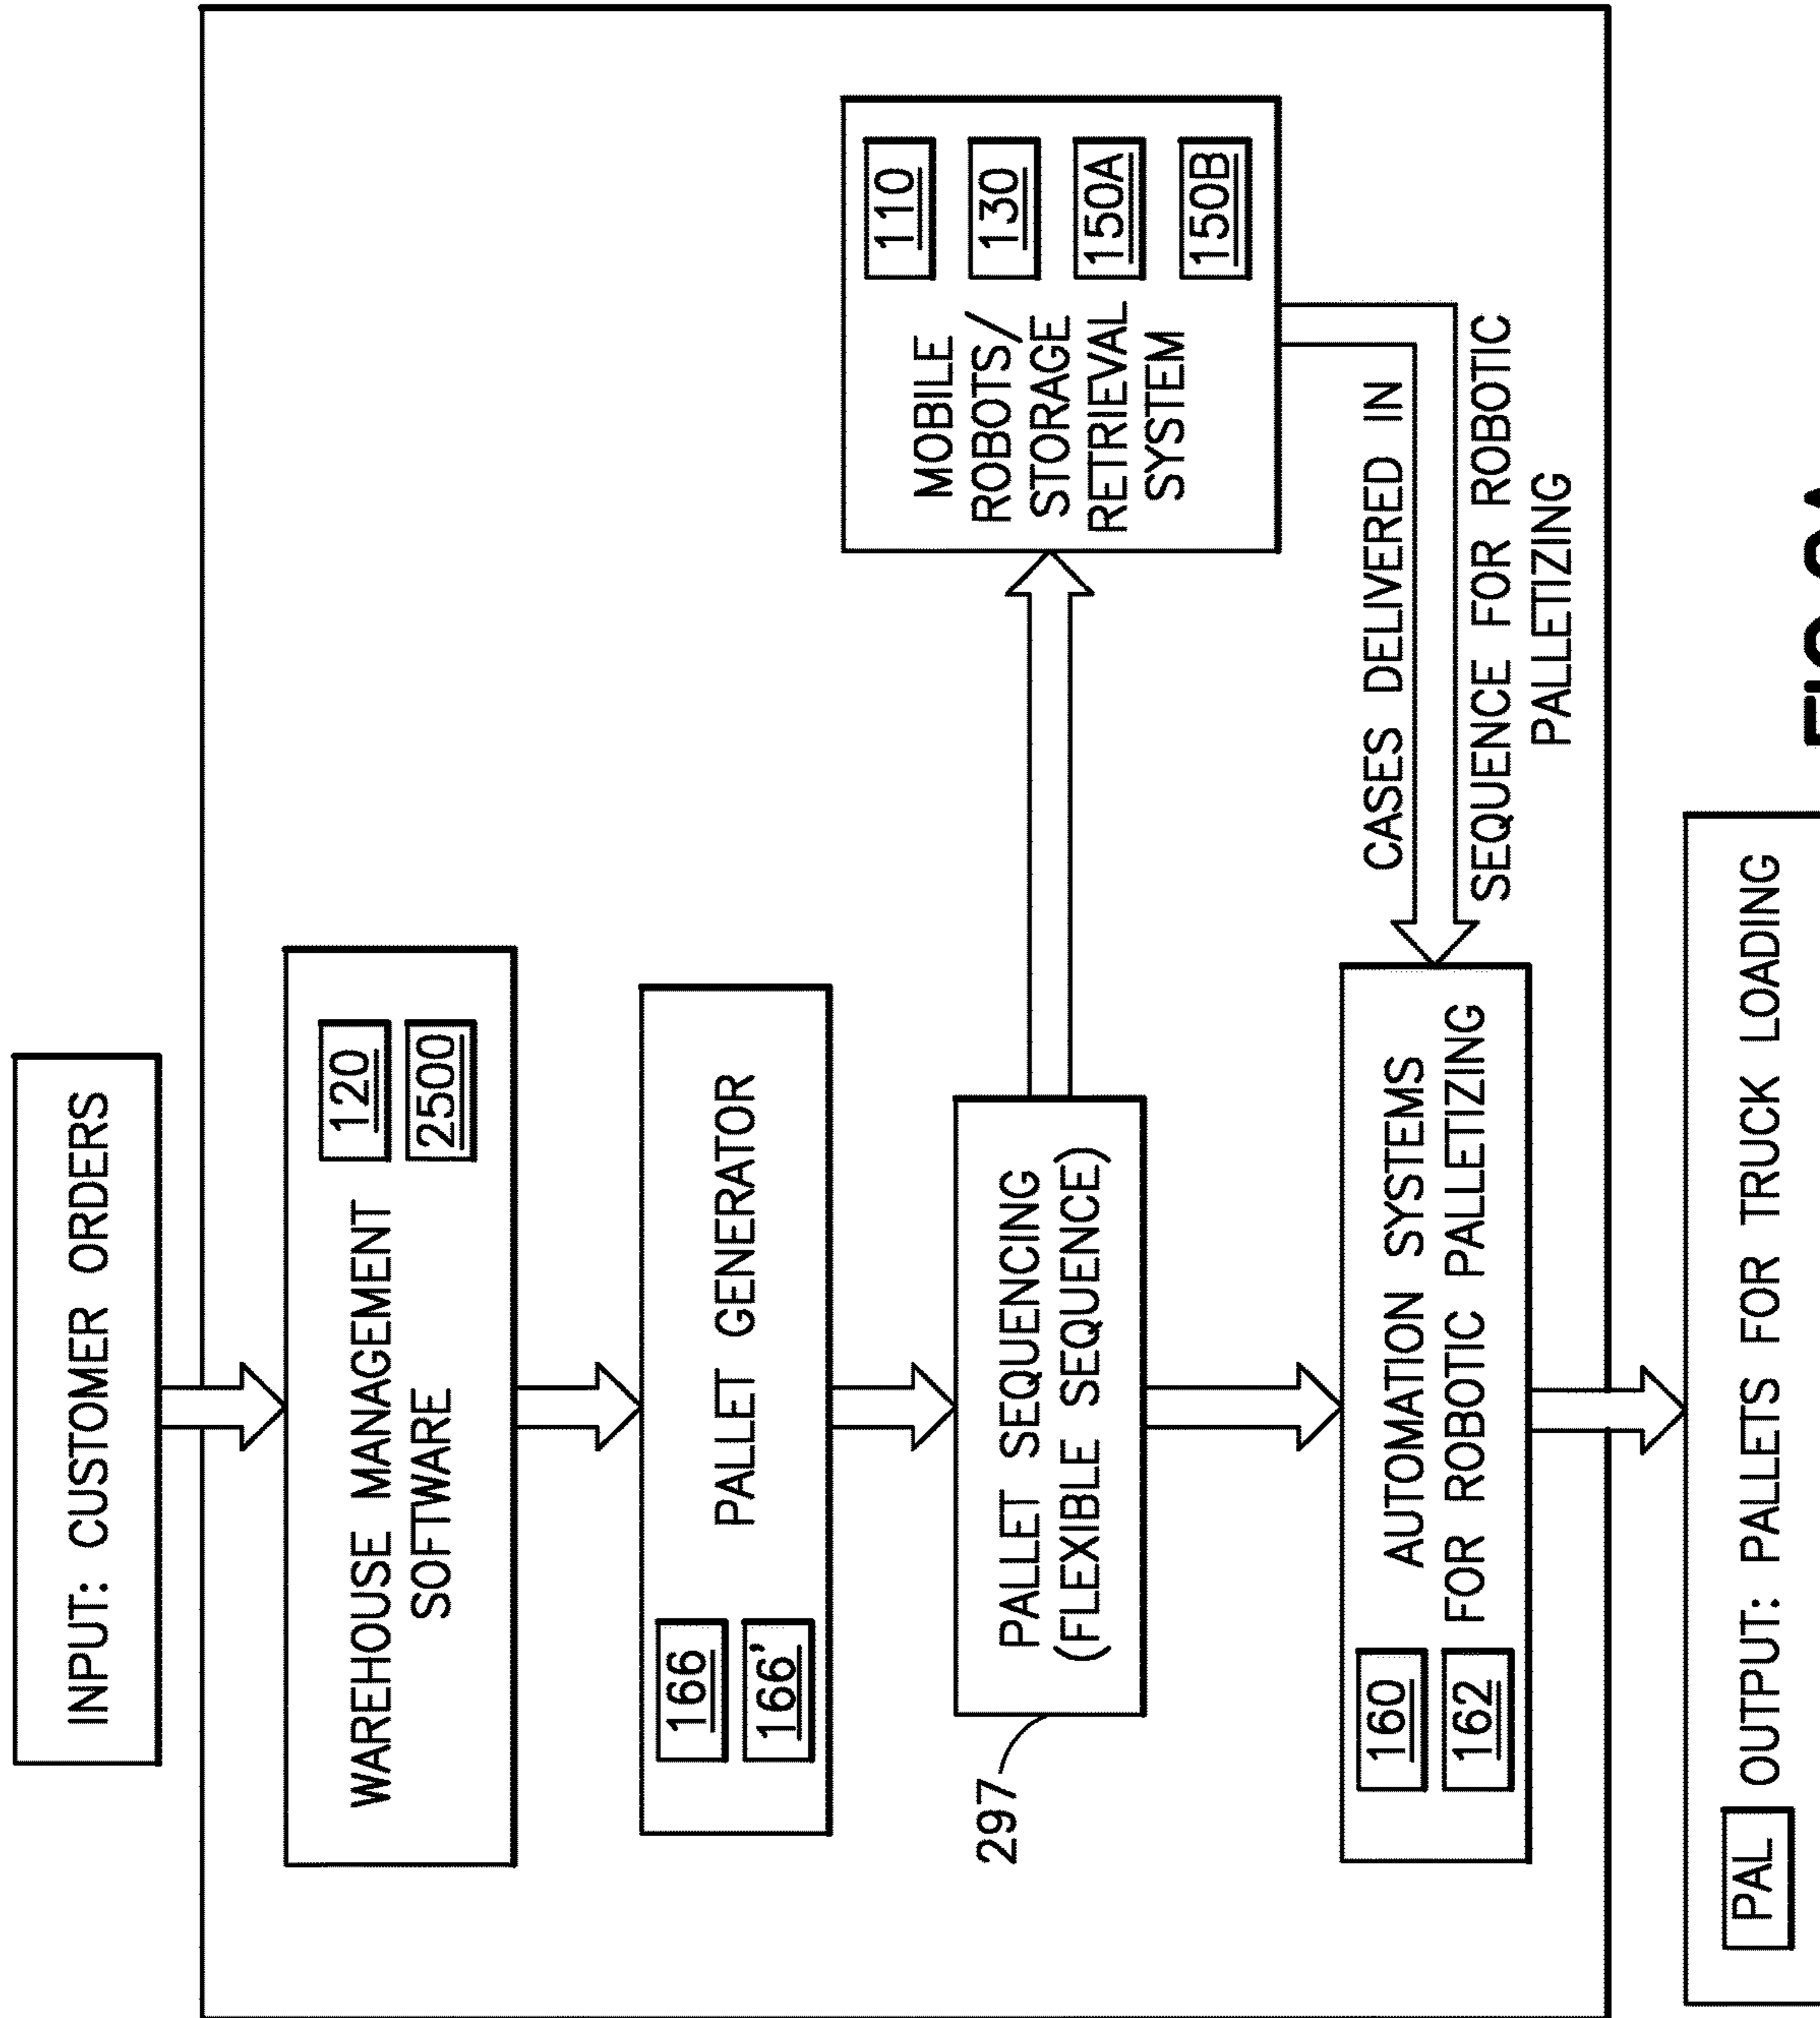 INPUT: CUSTOMER ORDERS
WAREHOUSE MANAGEMENT
SOFTWARE
120
2500
166
166'
PALLET GENERATOR
297
PALLET SEQUENCING
(FLEXIBLE SEQUENCE)
MOBILE
ROBOTS/
STORAGE
RETRIEVAL
SYSTEM
110
130
150A
150B
CASES DELIVERED IN
SEQUENCE FOR ROBOTIC
PALLETIZING
160
162
AUTOMATION SYSTEMS
FOR ROBOTIC PALLETIZING
PAL
OUTPUT: PALLETS FOR TRUCK LOADING